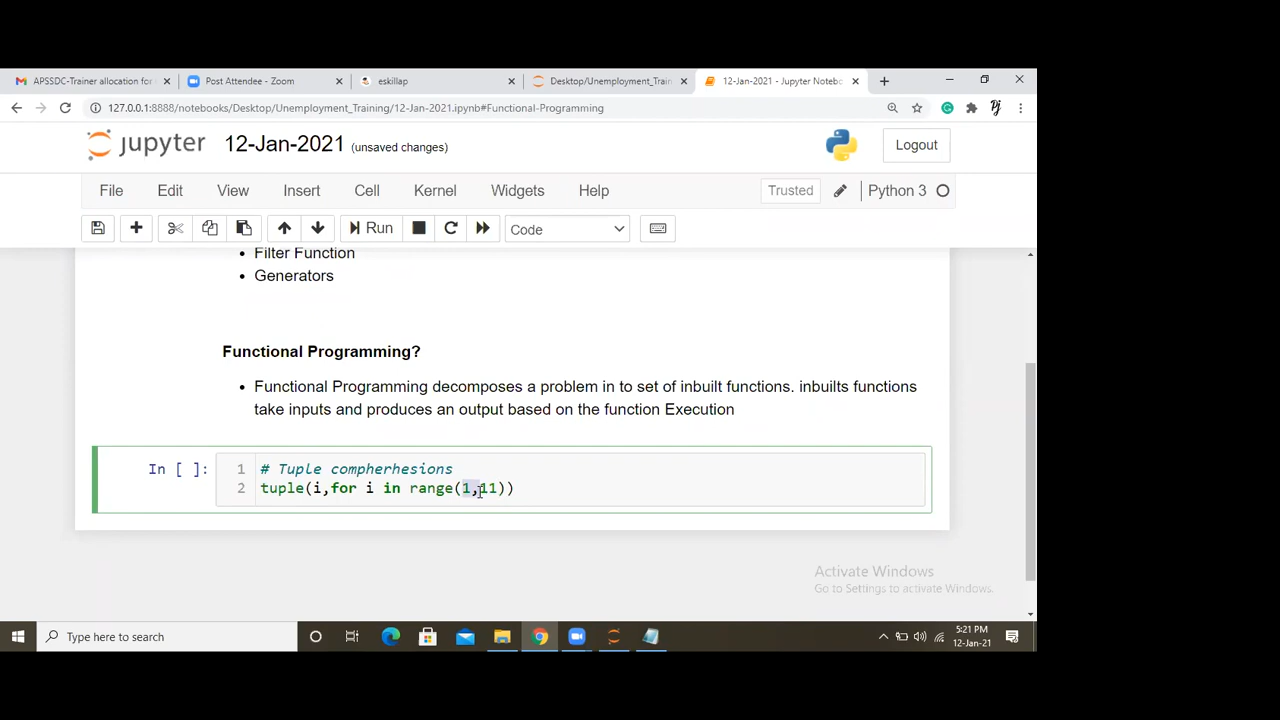 APSSDC-Trainer allocation for
Post Attendee - Zoom
eskillap
Desktop/Unemployment_Train
12-Jan-2021 - Jupyter Notebo
127.0.0.1:8888/notebooks/Desktop/Unemployment_Training/12-Jan-2021.ipynb#Functional-Programming
jupyter 12-Jan-2021 (unsaved changes)
Logout
File Edit View Insert Cell Kernel Widgets Help
Trusted
Python 3
Run
Code
• Filter Function
• Generators
Functional Programming?
• Functional Programming decomposes a problem in to set of inbuilt functions. inbuilts functions
take inputs and produces an output based on the function Execution
In [ ]:
1 # Tuple compherhesions
2 tuple(i,for i in range(1,11))
Activate Windows
Go to Settings to activate Windows.
Type here to search
5:21 PM
12-Jan-21